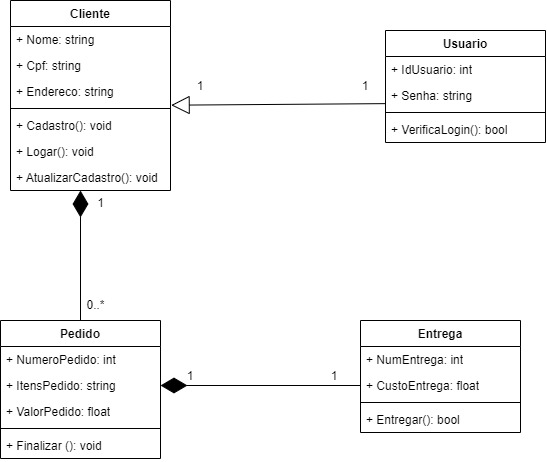 Cliente
+ Nome: string
+ Cpf: string
+ Endereco: string
+ Cadastro(): void
+ Logar(): void
+ AtualizarCadastro(): void
1
1
Usuario
+ IdUsuario: int
+ Senha: string
+ VerificaLogin(): bool
1
0..*
Pedido
+ NumeroPedido: int
+ ItensPedido: string
+ ValorPedido: float
+ Finalizar (): void
1
1
Entrega
+ NumEntrega: int
+ CustoEntrega: float
+ Entregar(): bool